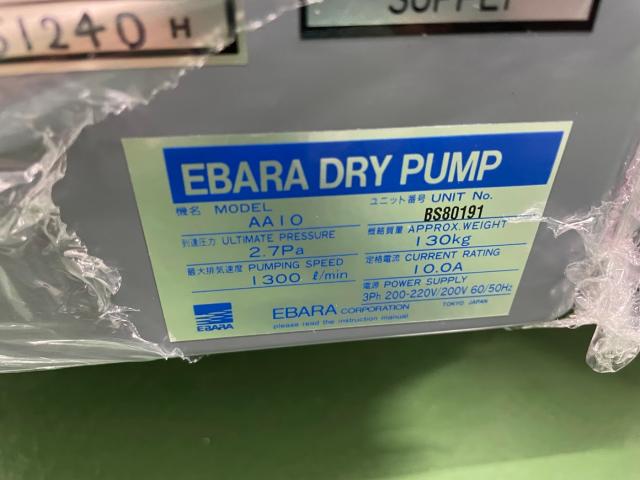 51240 H
SUPPLY
EBARA DRY PUMP
機名 MODEL
AA10
ユニット番号 UNIT No.
BS80191
到達圧力 ULTIMATE PRESSURE
2.7Pa
概略質量 APPROX.WEIGHT
130kg
最大排気速度 PUMPING SPEED
1300 ℓ/min
定格電流 CURRENT RATING
10.0A
電源 POWER SUPPLY
3Ph 200-220V/200V 60/50Hz
EBARA
EBARA CORPORATION
TOKYO JAPAN
please read the instruction manual